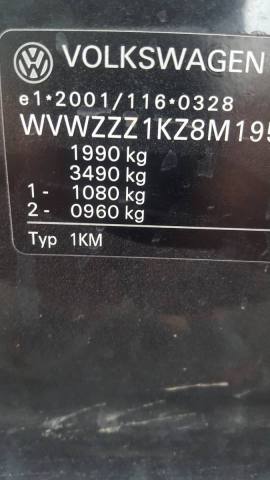 VOLKSWAGEN
e1*2001/116*0328
WVWZZZ1KZ8M195
1990 kg
3490 kg
1- 1080 kg
2- 0960 kg
Typ 1KM